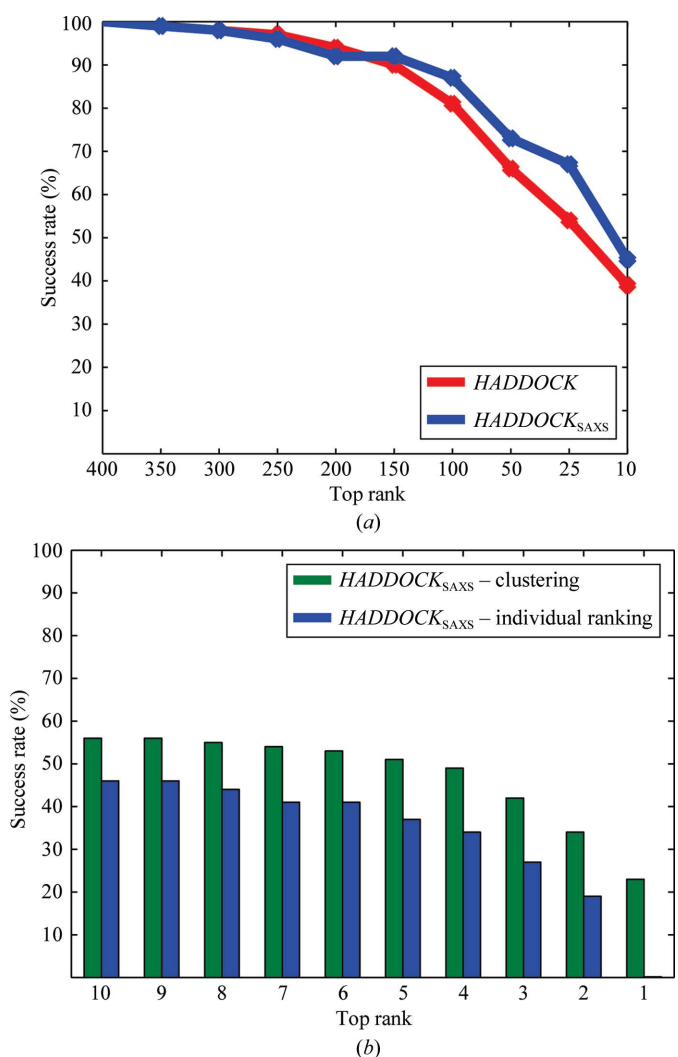 100
90
80
70
60
50
40
30
20
10
Success rate (%)
HADDOCK
HADDOCKSAXS
400 350 300 250 200 150 100 50 25 10
Top rank
(a)
100
90
80
70
60
50
40
30
20
10
Success rate (%)
HADDOCKSAXS – clustering
HADDOCKSAXS – individual ranking
10 9 8 7 6 5 4 3 2 1
Top rank
(b)